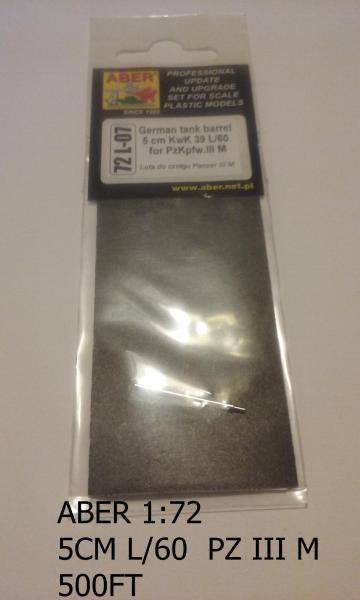 ABER
SINCE 1995
PROFESSIONAL
UPDATE
AND UPGRADE
SET FOR SCALE
PLASTIC MODELS
72 L-07
German tank barrel
5 cm KwK 39 L/60
for PzKpfw.III M
Lufa do czołgu Panzer III M
www.aber.net.pl
ABER 1:72
5CM L/60 PZ III M
500FT